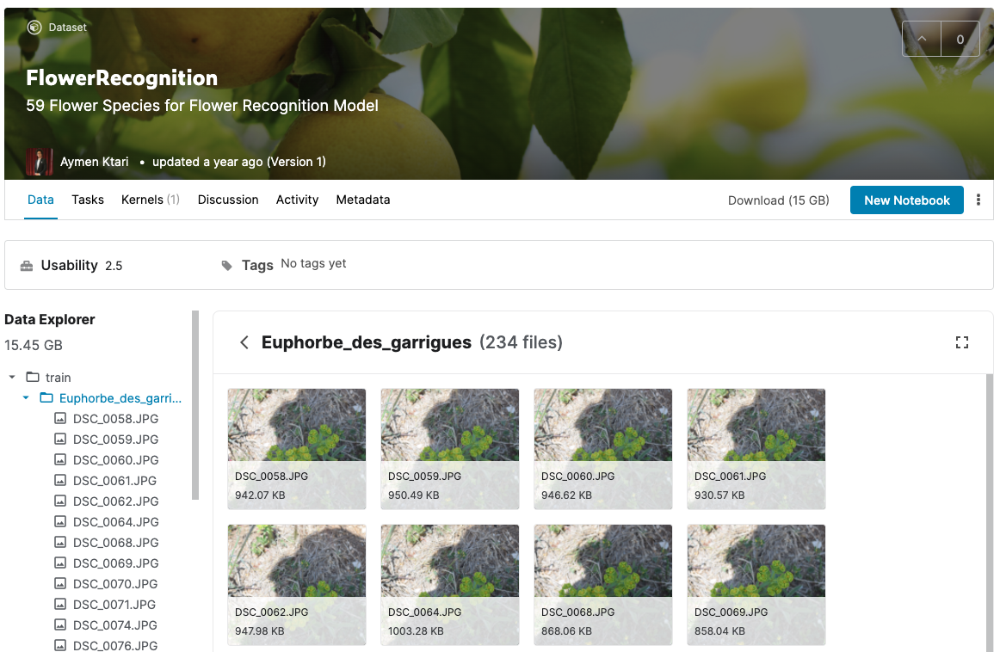 Dataset
0
FlowerRecognition
59 Flower Species for Flower Recognition Model
Aymen Ktari • updated a year ago (Version 1)
Data Tasks Kernels (1) Discussion Activity Metadata Download (15 GB) New Notebook
Usability 2.5 Tags No tags yet
Data Explorer
15.45 GB
train
Euphorbe_des_garri...
DSC_0058.JPG
DSC_0059.JPG
DSC_0060.JPG
DSC_0061.JPG
DSC_0062.JPG
DSC_0064.JPG
DSC_0068.JPG
DSC_0069.JPG
DSC_0070.JPG
DSC_0071.JPG
DSC_0074.JPG
DSC_0076.JPG
Euphorbe_des_garrigues (234 files)
DSC_0058.JPG DSC_0059.JPG DSC_0060.JPG DSC_0061.JPG
942.07 KB 950.49 KB 946.62 KB 930.57 KB
DSC_0062.JPG DSC_0064.JPG DSC_0068.JPG DSC_0069.JPG
947.98 KB 1003.28 KB 868.06 KB 858.04 KB